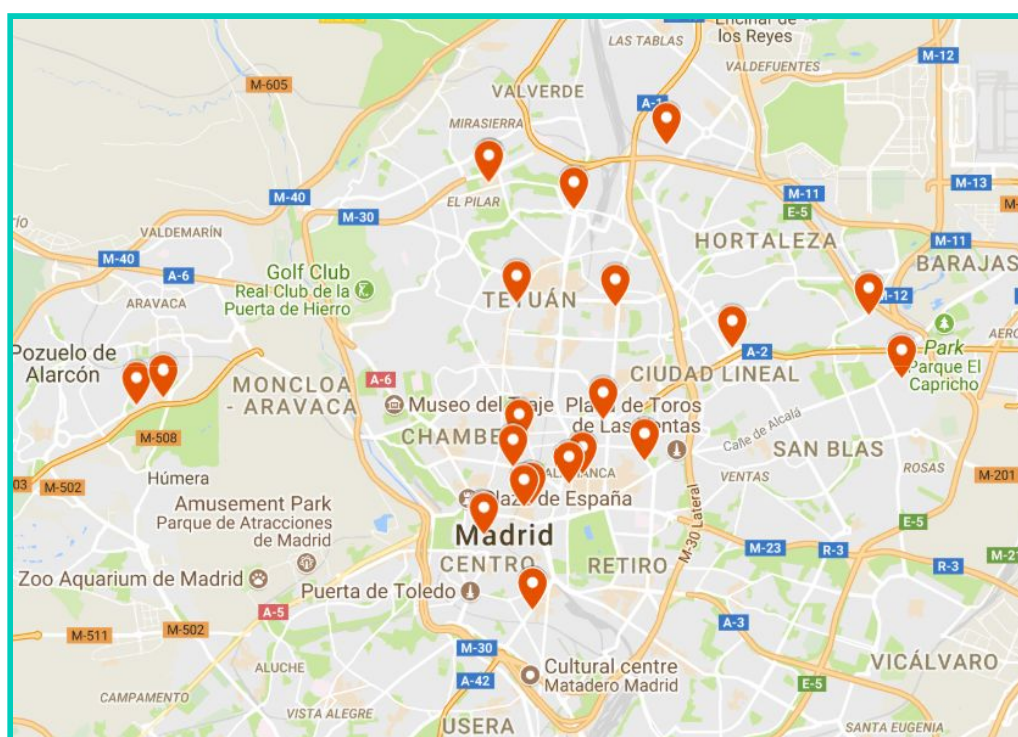 Encinar de
los Reyes
M-12
LAS TABLAS
VALDEFUENTES
M-605
VALVERDE
A-1
MIRASIERRA
M-40
EL PILAR
M-30
M-11
M-13
E-5
VALDEMARÍN
HORTALEZA
M-11
M-40
A-6
BARAJAS
Golf Club
Real Club de la
Puerta de Hierro
ARAVACA
TETUÁN
M-12
Pozuelo de
Alarcón
A-2
Park
Parque El
Capricho
MONCLOA
- ARAVACA
A-6
CIUDAD LINEAL
Museo del Traje
Plaza de Toros
de Las Ventas
M-508
CHAMBE
Calle de Alcalá
SAN BLAS
Húmera
VENTAS
ROSAS
M-201
M-502
Amusement Park
Parque de Atracciones
de Madrid
Plaza de España
E-5
Madrid
M-30 Lateral
CENTRO
RETIRO
M-23
R-3
R-3
Zoo Aquarium de Madrid
Puerta de Toledo
A-5
M-511
M-502
A-3
M-30
VICÁLVARO
ALUCHE
Cultural centre
Matadero Madrid
A-42
E-5
CAMPAMENTO
VISTA ALEGRE
USERA
SANTA EUGENIA